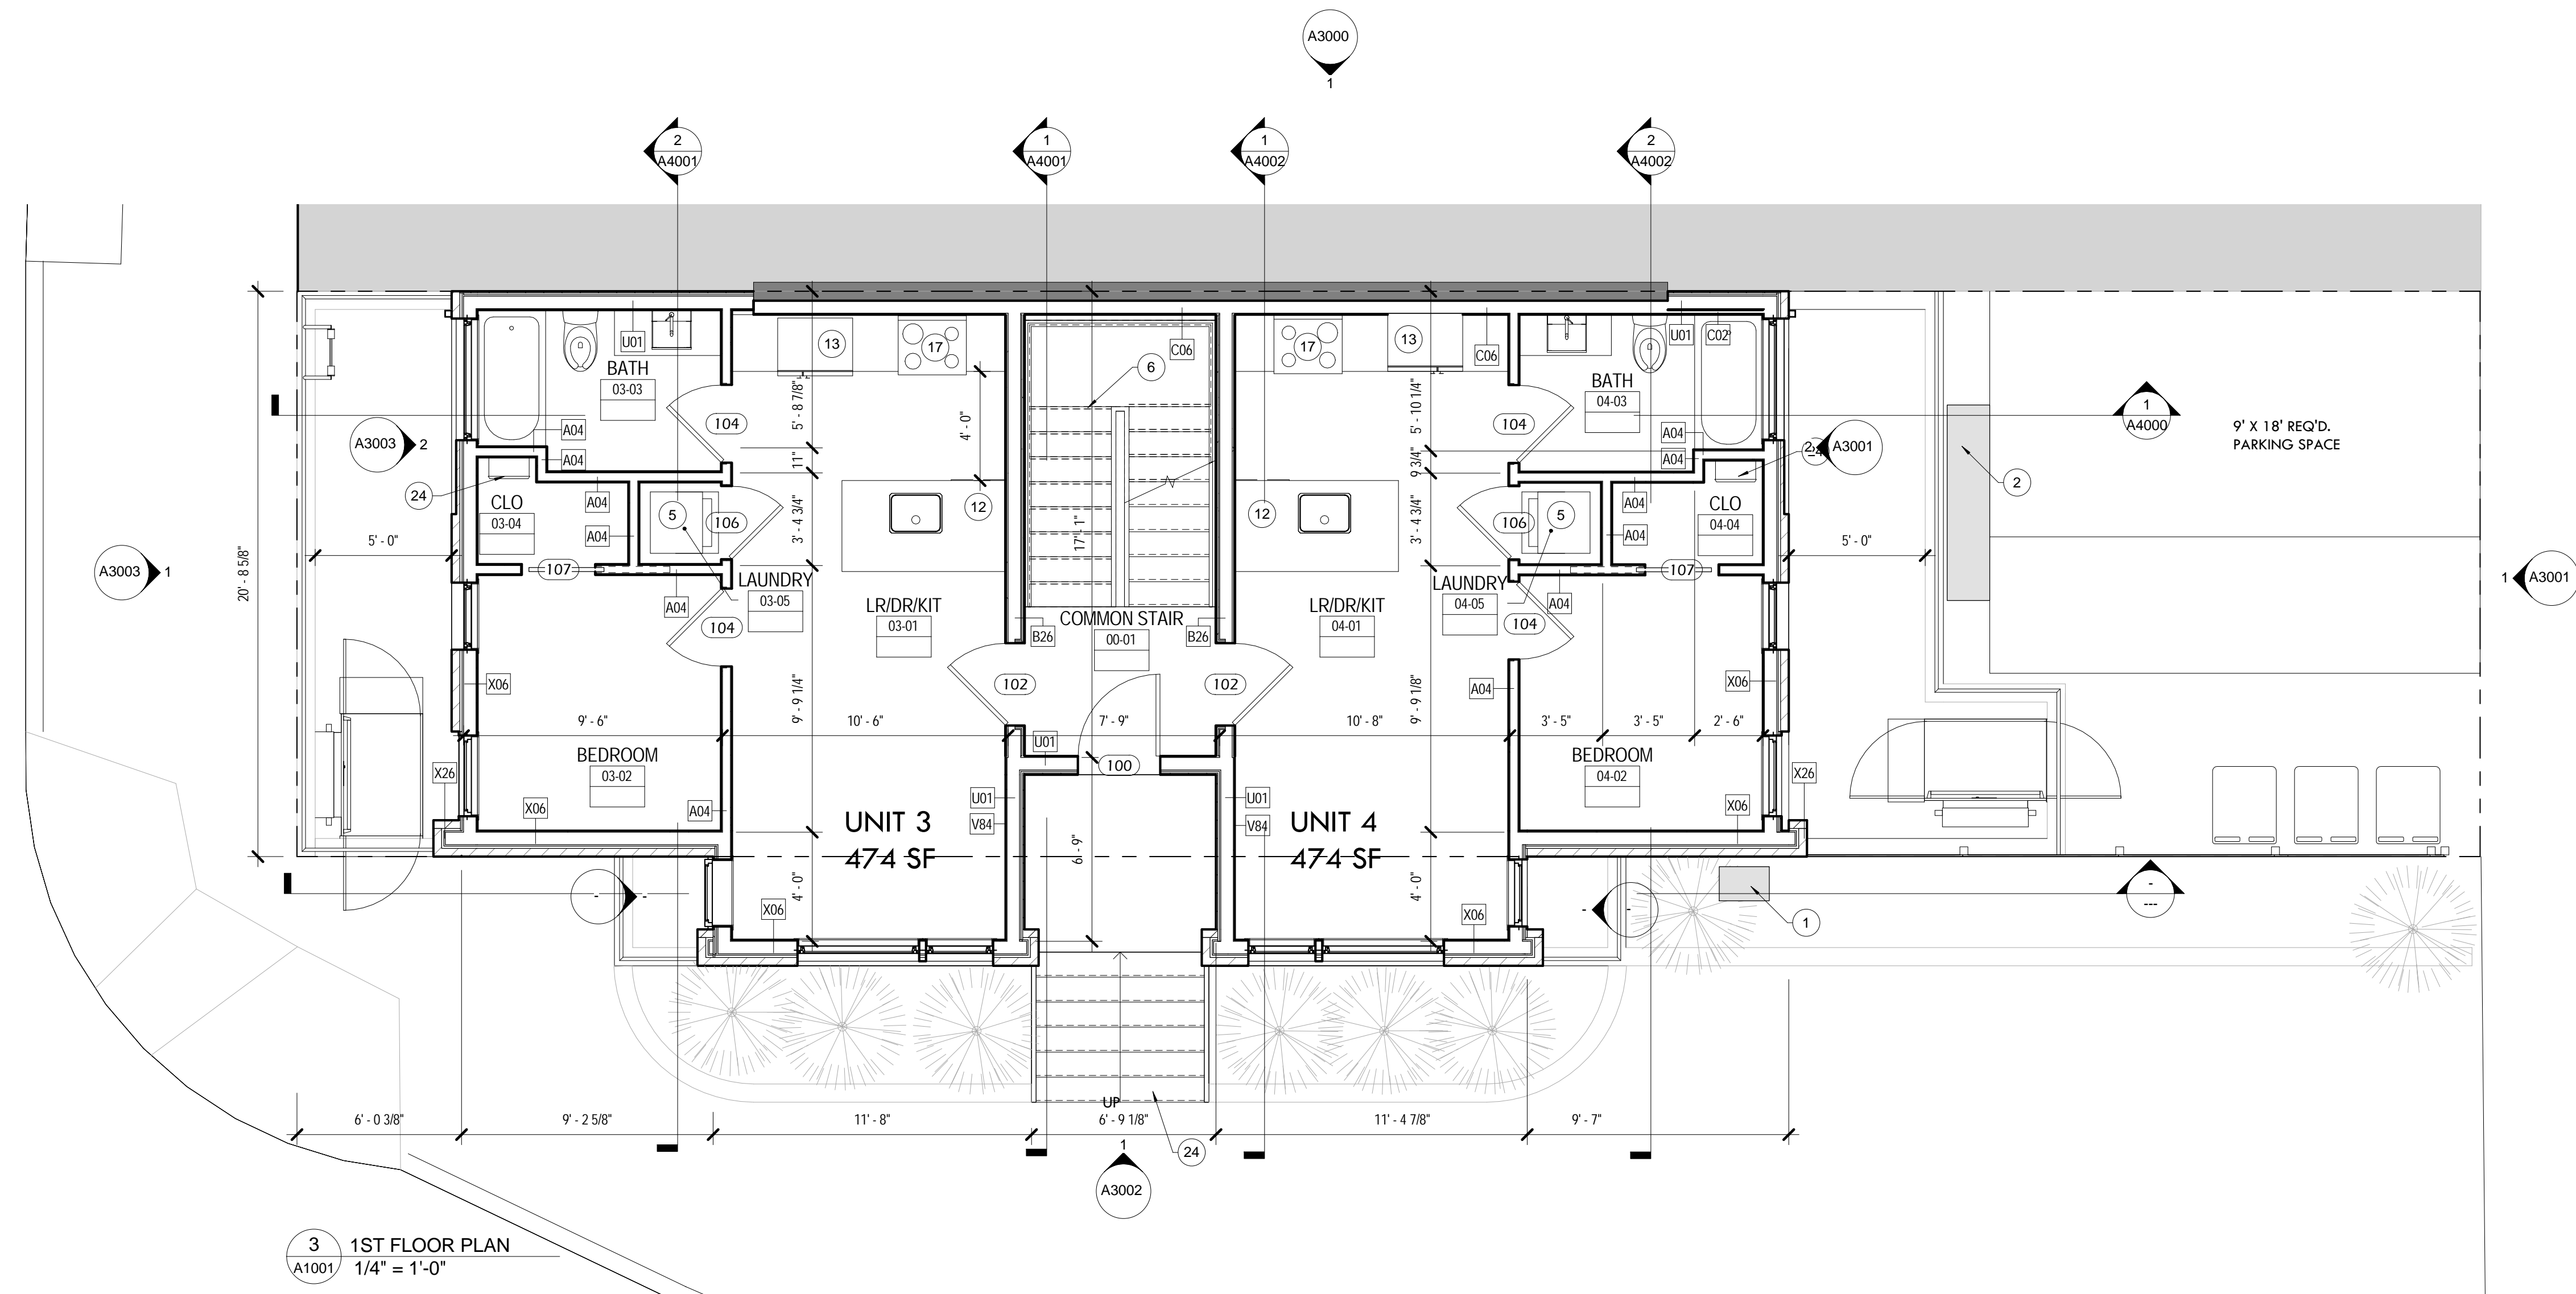 A3000
1
2
A4001
1
A4001
1
A4002
2
A4002
13
17
C06
6
17
13
C06
U01
C02
U01
BATH
03-03
BATH
04-03
104
5' - 8 7/8"
4' - 0"
5' - 10 1/4"
104
1
A4000
9' X 18' REQ'D.
PARKING SPACE
A3003
2
A04
A04
11"
9 3/4"
A04
A04
2
A3001
24
CLO
03-04
A04
A04
5
106
3' - 4 3/4"
12
17' - 1"
12
3' - 4 3/4"
106
5
A04
A04
CLO
04-04
2
20' - 8 5/8"
5' - 0"
5' - 0"
A3003
1
107
A04
LAUNDRY
03-05
LR/DR/KIT
03-01
COMMON STAIR
00-01
LR/DR/KIT
04-01
LAUNDRY
04-05
A04
107
1
A3001
104
B26
B26
104
X06
102
102
A04
X06
9' - 6"
9' - 9 1/4"
10' - 6"
7' - 9"
10' - 8"
9' - 9 1/8"
3' - 5"
3' - 5"
2' - 6"
U01
100
BEDROOM
03-02
BEDROOM
04-02
X26
X26
X06
A04
U01
V84
U01
V84
X06
UNIT 3
474 SF
UNIT 4
474 SF
6' - 9"
4' - 0"
4' - 0"
-
-
-
-
-
---
X06
X06
1
UP
6' - 0 3/8"
9' - 2 5/8"
11' - 8"
6' - 9 1/8"
11' - 4 7/8"
9' - 7"
1
A3002
24
3
A1001
1ST FLOOR PLAN
1/4" = 1'-0"